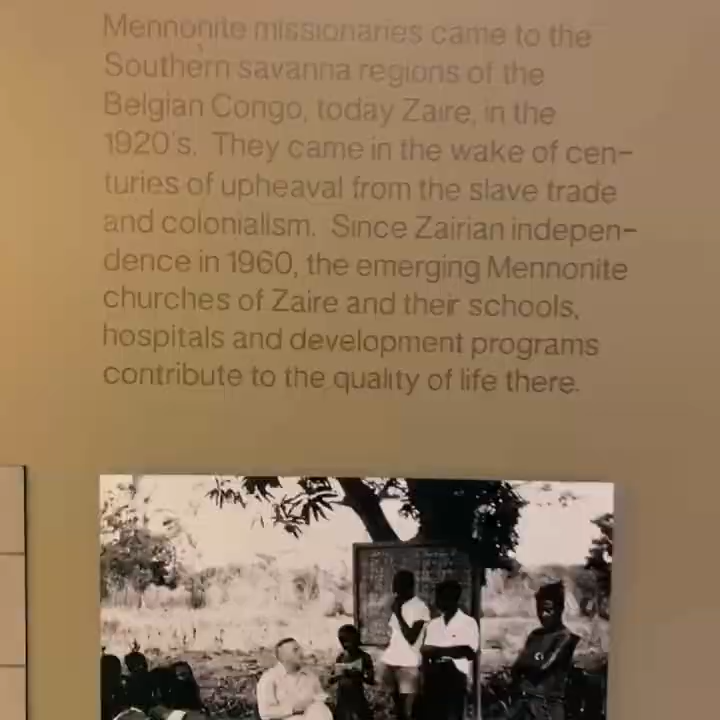 Mennonite missionaries came to the
Southern savanna regions of the
Belgian Congo, today Zaire, in the
1920's. They came in the wake of cen-
turies of upheaval from the slave trade
and colonialism. Since Zairian indepen-
dence in 1960, the emerging Mennonite
churches of Zaire and their schools,
hospitals and development programs
contribute to the quality of life there.